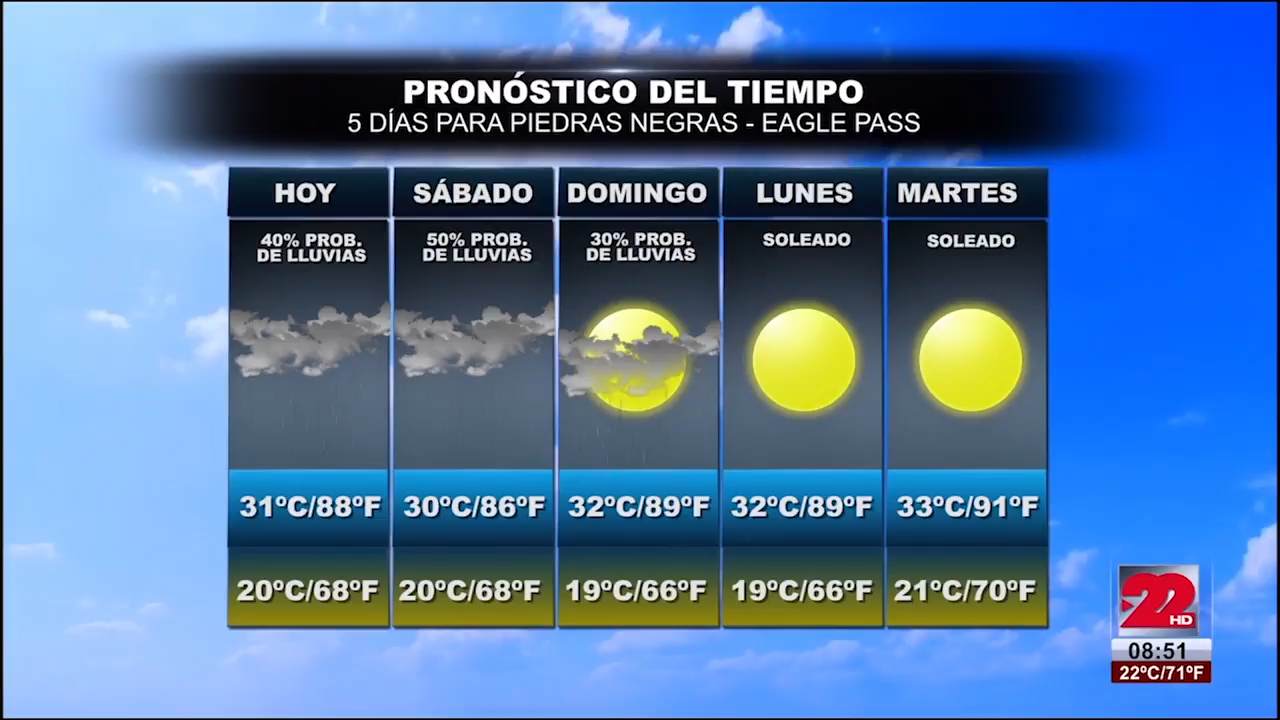 PRONÓSTICO DEL TIEMPO
5 DÍAS PARA PIEDRAS NEGRAS - EAGLE PASS
HOY
40% PROB.
DE LLUVIAS
31ºC/88ºF
20ºC/68ºF
SÁBADO
50% PROB.
DE LLUVIAS
30ºC/86ºF
20ºC/68ºF
DOMINGO
30% PROB.
DE LLUVIAS
32ºC/89ºF
19ºC/66ºF
LUNES
SOLEADO
32ºC/89ºF
19ºC/66ºF
MARTES
SOLEADO
33ºC/91ºF
21ºC/70ºF
22
HD
08:51
22ºC/71ºF